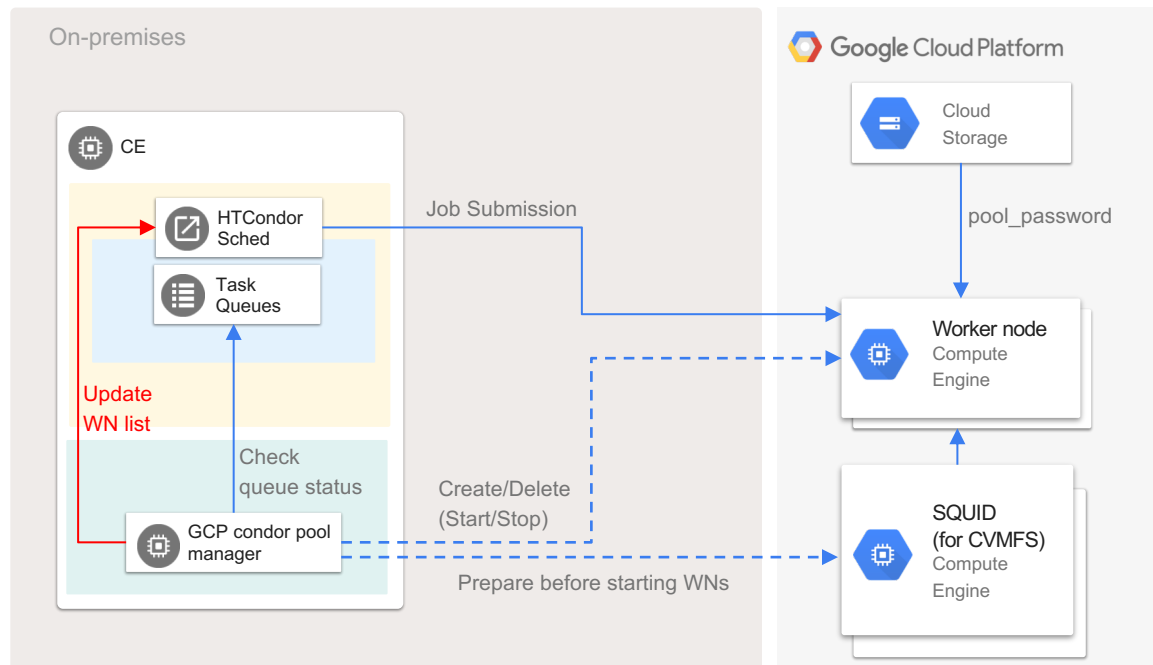 On-premises
CE
HTCondor
Sched
Task
Queues
Update
WN list
Check
queue status
GCP condor pool
manager
Job Submission
Create/Delete
(Start/Stop)
Prepare before starting WNs
Google Cloud Platform
Cloud
Storage
pool_password
Worker node
Compute
Engine
SQUID
(for CVMFS)
Compute
Engine